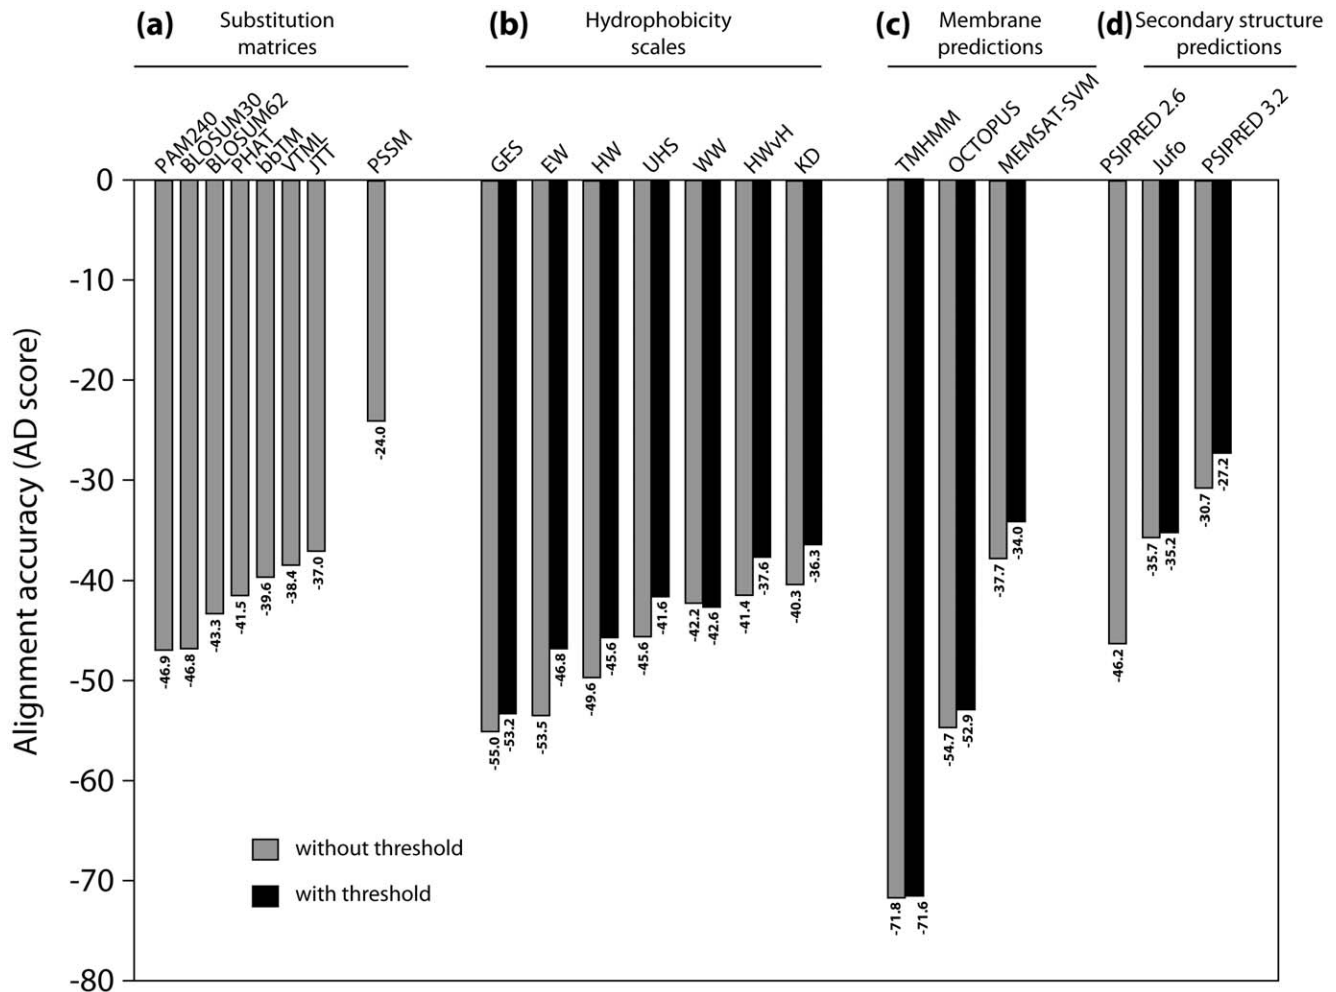 (a) Substitution
matrices
(b) Hydrophobicity
scales
(c) Membrane
predictions
(d) Secondary structure
predictions
PAM240
BLOSUM30
BLOSUM62
PHAT
bbTM
VTML
JTT
PSSM
GES
EW
HW
UHS
WW
HWvH
KD
TMHMM
OCTOPUS
MEMSAT-SVM
PSIPRED 2.6
Jufo
PSIPRED 3.2
Alignment accuracy (AD score)
0
-10
-20
-30
-40
-50
-60
-70
-80
-46.9
-46.8
-43.3
-41.5
-39.6
-38.4
-37.0
-24.0
-55.0
-53.2
-53.5
-46.8
-49.6
-45.6
-45.6
-41.6
-42.2
-42.6
-41.4
-37.6
-40.3
-36.3
-71.8
-71.6
-54.7
-52.9
-37.7
-34.0
-46.2
-35.7
-35.2
-30.7
-27.2
without threshold
with threshold